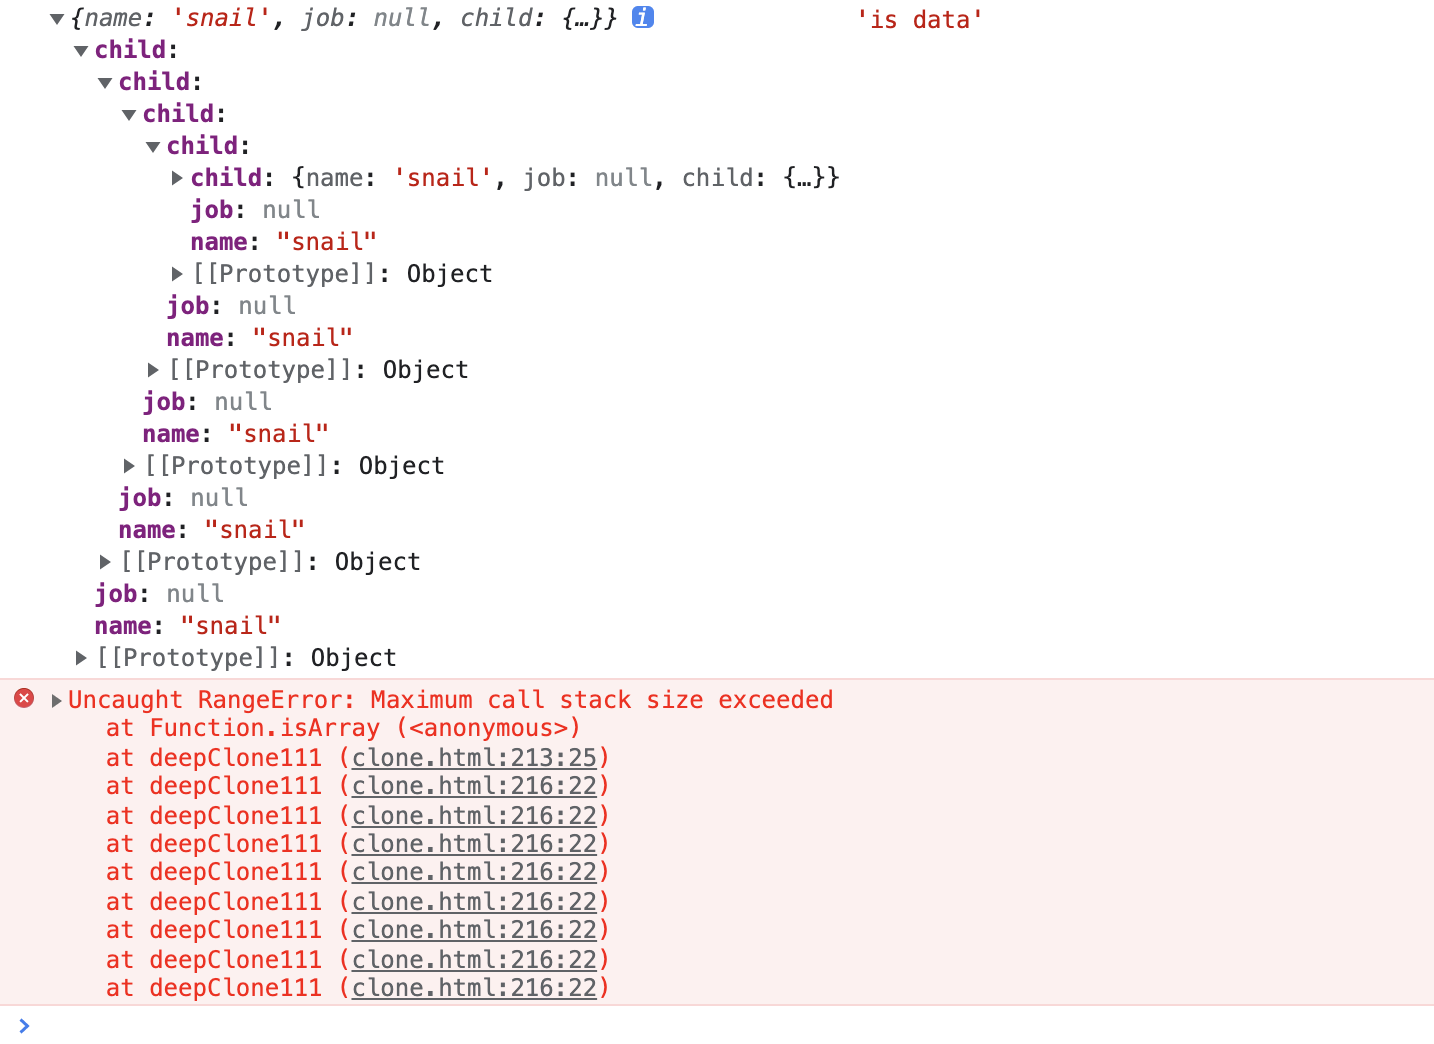 {name: 'snail', job: null, child: {…}} i 'is data'
child:
child:
child:
child:
child: {name: 'snail', job: null, child: {…}}
job: null
name: "snail"
[[Prototype]]: Object
job: null
name: "snail"
[[Prototype]]: Object
job: null
name: "snail"
[[Prototype]]: Object
job: null
name: "snail"
[[Prototype]]: Object
job: null
name: "snail"
[[Prototype]]: Object
Uncaught RangeError: Maximum call stack size exceeded
at Function.isArray (<anonymous>)
at deepClone111 (clone.html:213:25)
at deepClone111 (clone.html:216:22)
at deepClone111 (clone.html:216:22)
at deepClone111 (clone.html:216:22)
at deepClone111 (clone.html:216:22)
at deepClone111 (clone.html:216:22)
at deepClone111 (clone.html:216:22)
at deepClone111 (clone.html:216:22)
at deepClone111 (clone.html:216:22)